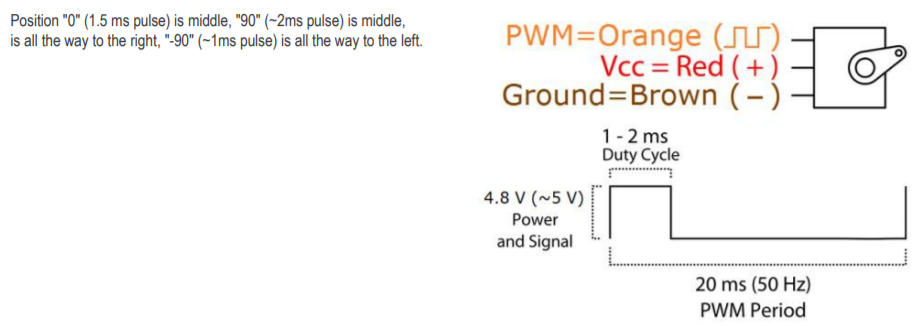 Position "0" (1.5 ms pulse) is middle, "90" (~2ms pulse) is middle,
is all the way to the right, "-90" (~1ms pulse) is all the way to the left.
PWM=Orange (⎍⎍)
Vcc = Red ( + )
Ground=Brown ( − )
1 - 2 ms
Duty Cycle
4.8 V (~5 V)
Power
and Signal
20 ms (50 Hz)
PWM Period